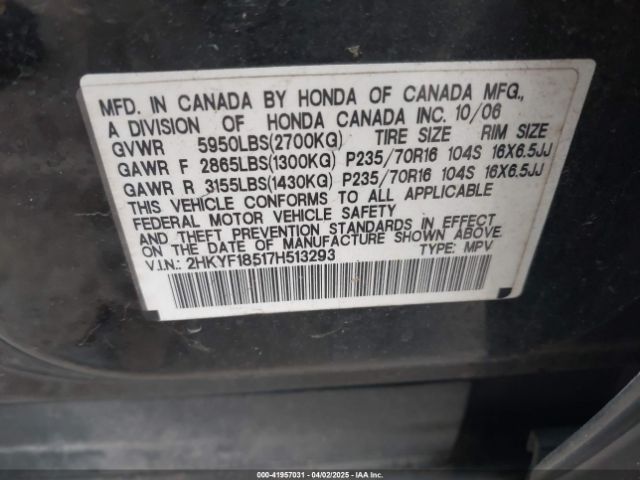 MFD. IN CANADA BY HONDA OF CANADA MFG.,
A DIVISION OF HONDA CANADA INC. 10/06
GVWR 5950LBS(2700KG) TIRE SIZE RIM SIZE
GAWR F 2865LBS(1300KG) P235/70R16 104S 16X6.5JJ
GAWR R 3155LBS(1430KG) P235/70R16 104S 16X6.5JJ
THIS VEHICLE CONFORMS TO ALL APPLICABLE
FEDERAL MOTOR VEHICLE SAFETY
AND THEFT PREVENTION STANDARDS IN EFFECT
ON THE DATE OF MANUFACTURE SHOWN ABOVE.
V.I.N.: 2HKYF18517H513293 TYPE: MPV
000-41957031 - 04/02/2025 - IAA Inc.